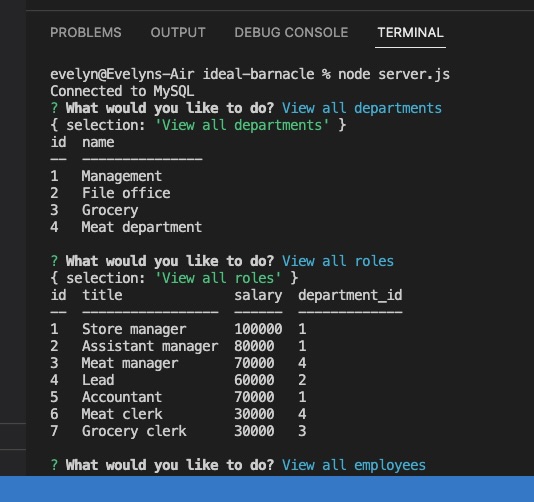 PROBLEMS OUTPUT DEBUG CONSOLE TERMINAL
evelyn@Evelyns-Air ideal-barnacle % node server.js
Connected to MySQL
? What would you like to do? View all departments
{ selection: 'View all departments' }
id name
-- ---------------
1 Management
2 File office
3 Grocery
4 Meat department
? What would you like to do? View all roles
{ selection: 'View all roles' }
id title salary department_id
-- ----------------- ------ -------------
1 Store manager 100000 1
2 Assistant manager 80000 1
3 Meat manager 70000 4
4 Lead 60000 2
5 Accountant 70000 1
6 Meat clerk 30000 4
7 Grocery clerk 30000 3
? What would you like to do? View all employees